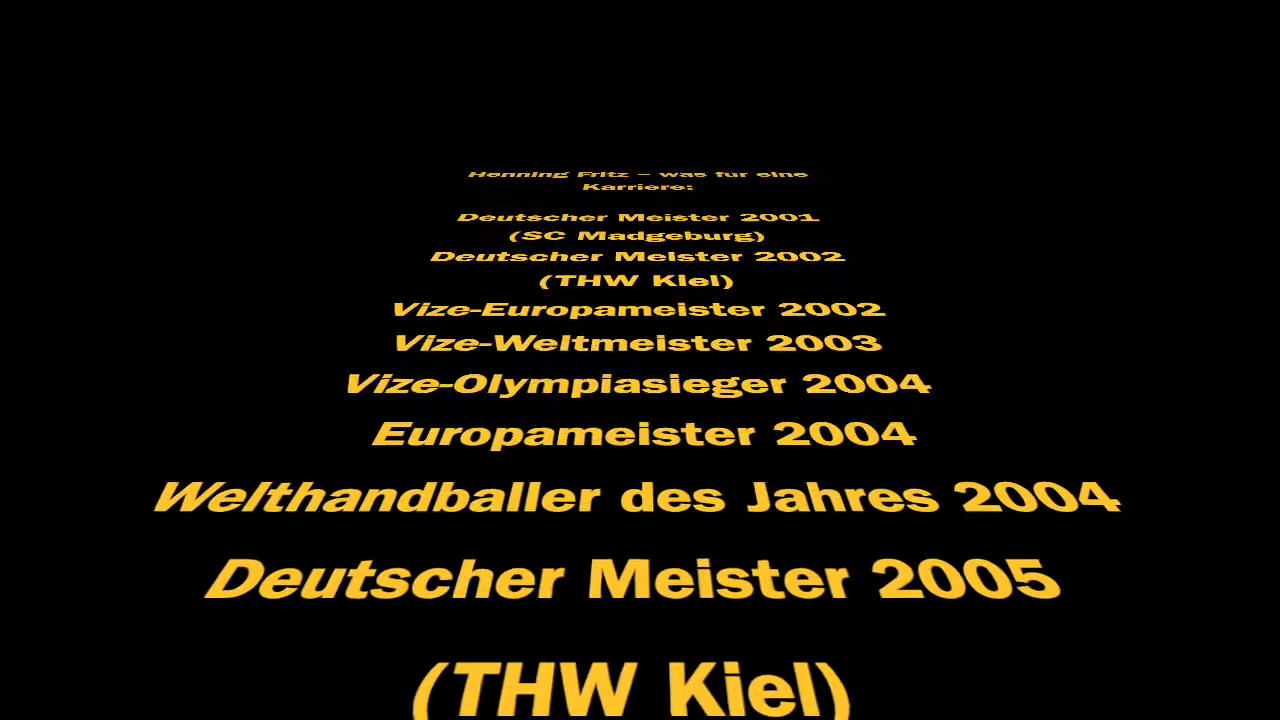 Henning Fritz – was für eine
Karriere:
Deutscher Meister 2001
(SC Madgeburg)
Deutscher Meister 2002
(THW Kiel)
Vize-Europameister 2002
Vize-Weltmeister 2003
Vize-Olympiasieger 2004
Europameister 2004
Welthandballer des Jahres 2004
Deutscher Meister 2005
(THW Kiel)